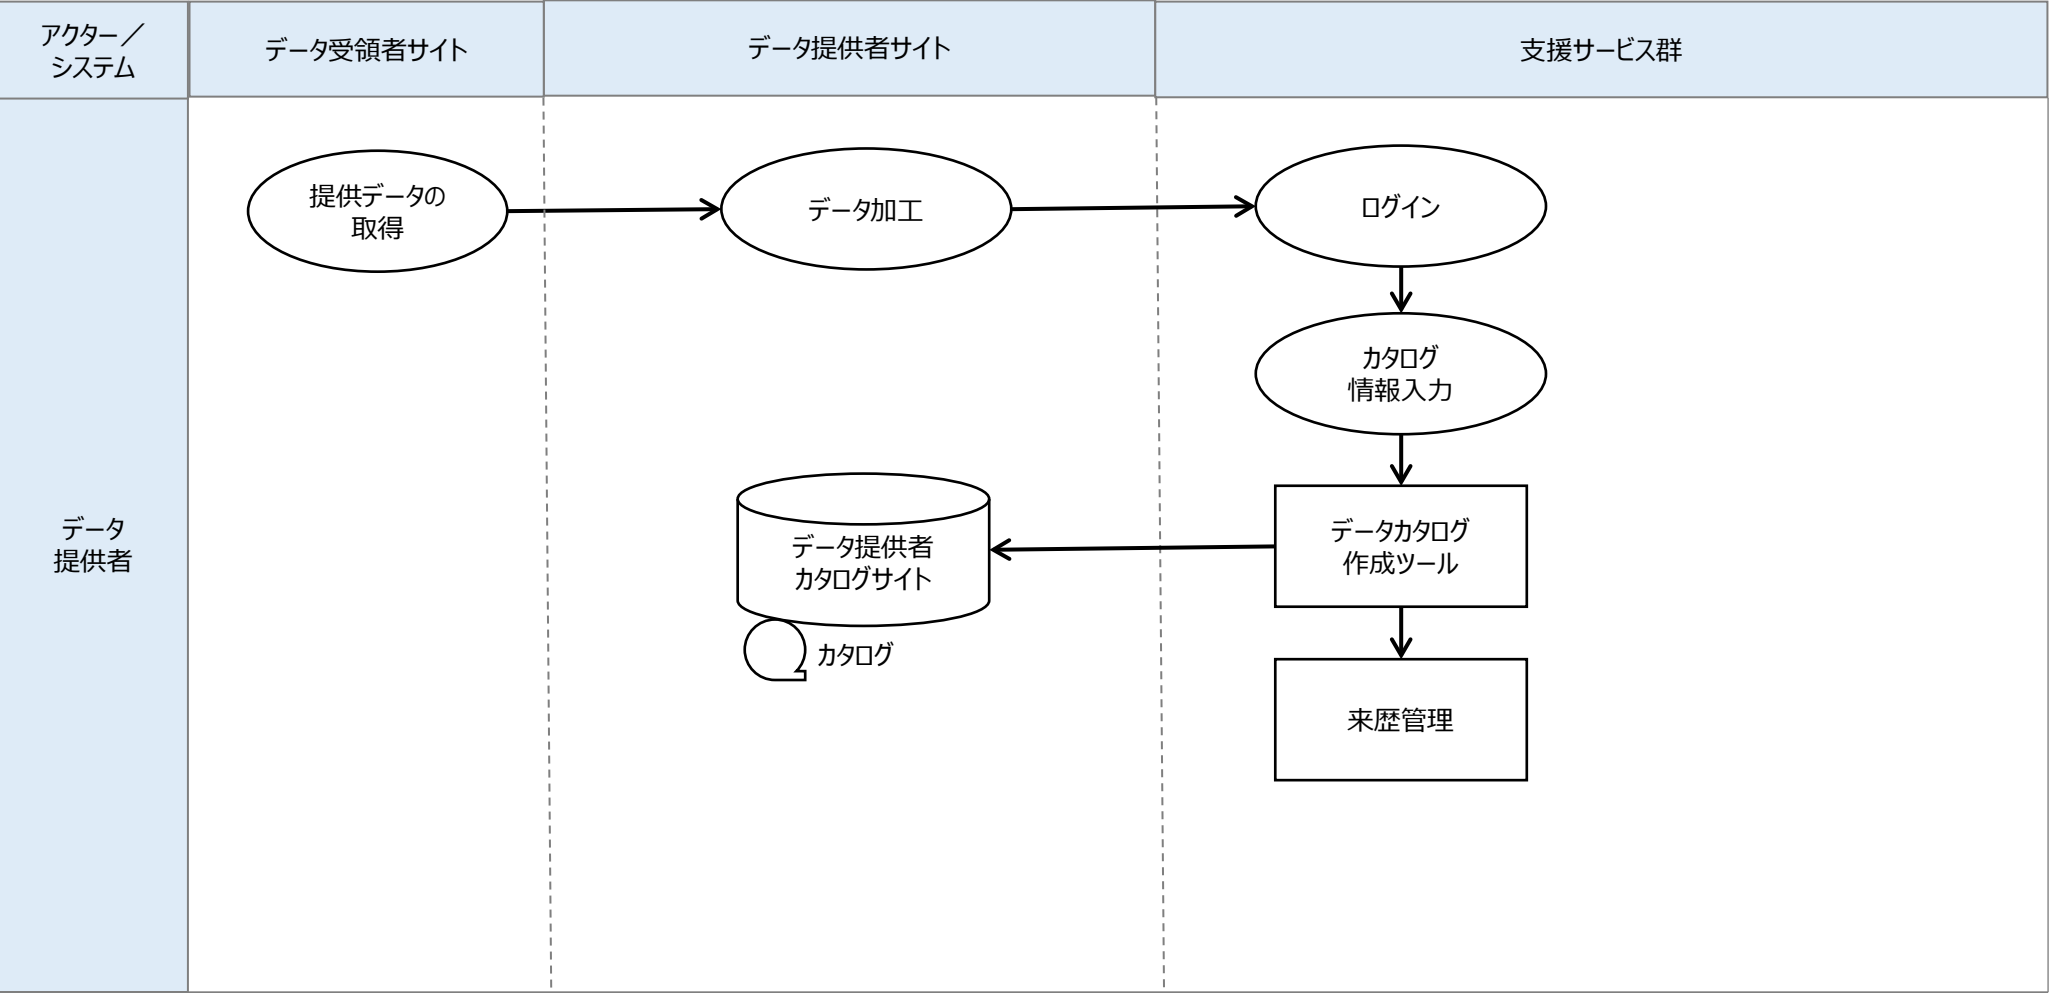 アクター／
システム
データ受領者サイト
データ提供者サイト
支援サービス群
データ
提供者
提供データの
取得
データ加工
ログイン
カタログ
情報入力
データカタログ
作成ツール
データ提供者
カタログサイト
カタログ
来歴管理